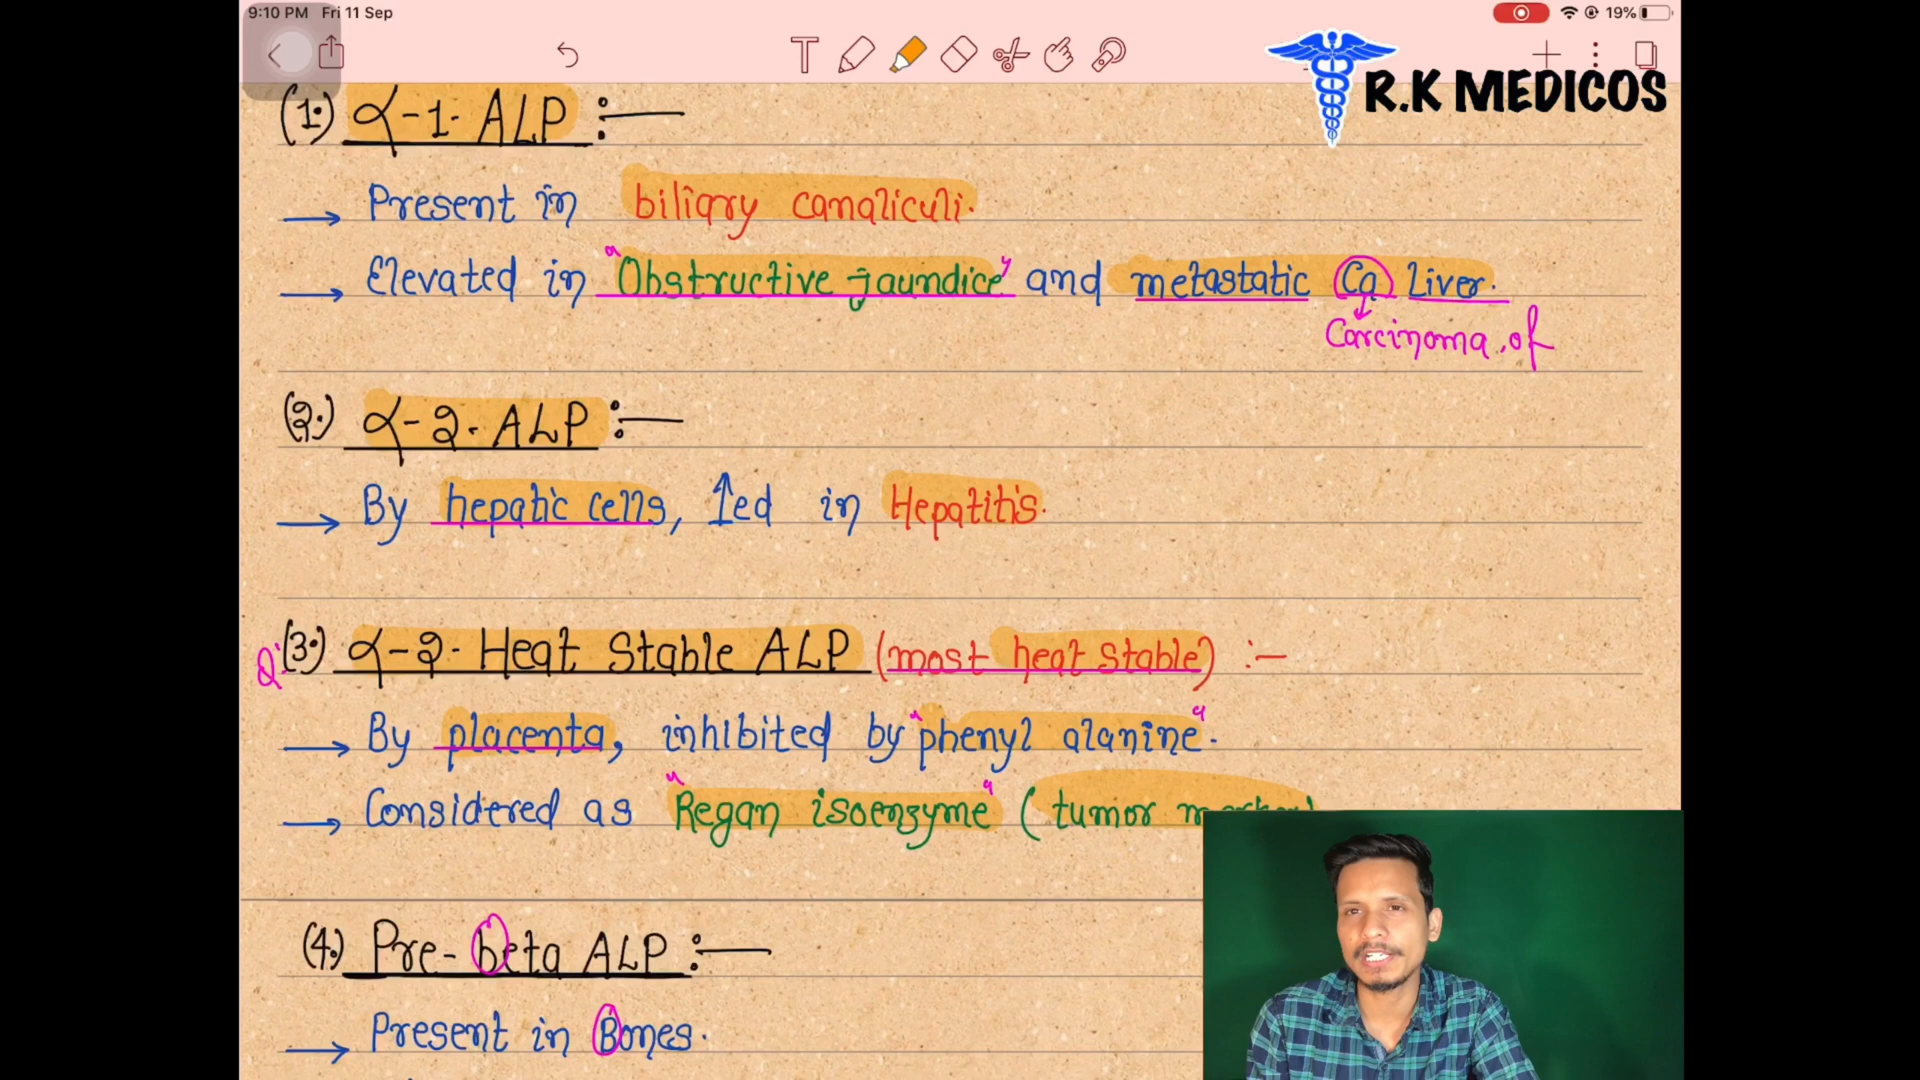 9:10 PM Fri 11 Sep
19%
R.K MEDICOS
(1.) α-1- ALP :—
→ Present in biliary canaliculi.
→ Elevated in "Obstructive jaundice" and metastatic Ca Liver.
Carcinoma of
(2.) α-2- ALP :—
→ By hepatic cells, ↑ed in Hepatitis.
Q. (3.) α-2- Heat Stable ALP (most heat stable) :-
→ By placenta, inhibited by "phenyl alanine".
→ Considered as "Regan isoenzyme" (tumor
(4.) Pre-beta ALP :—
→ Present in Bones.